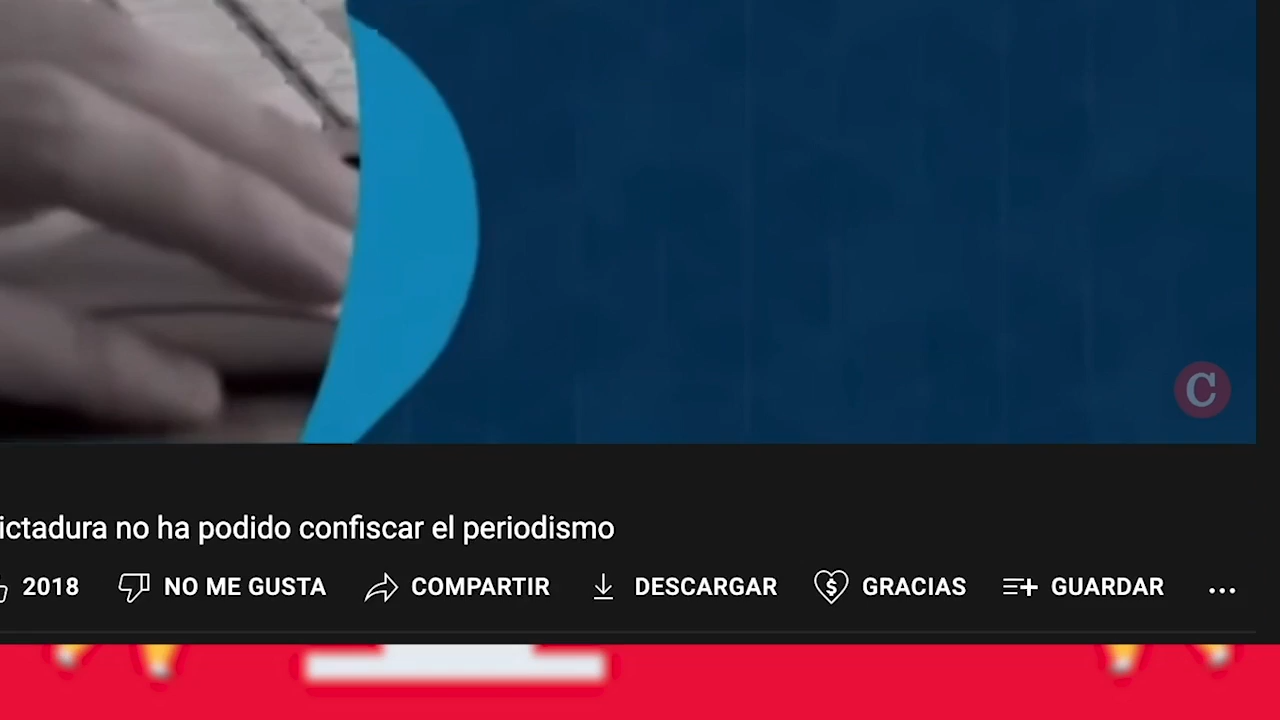 C
ictadura no ha podido confiscar el periodismo
2018 NO ME GUSTA COMPARTIR DESCARGAR GRACIAS GUARDAR ...